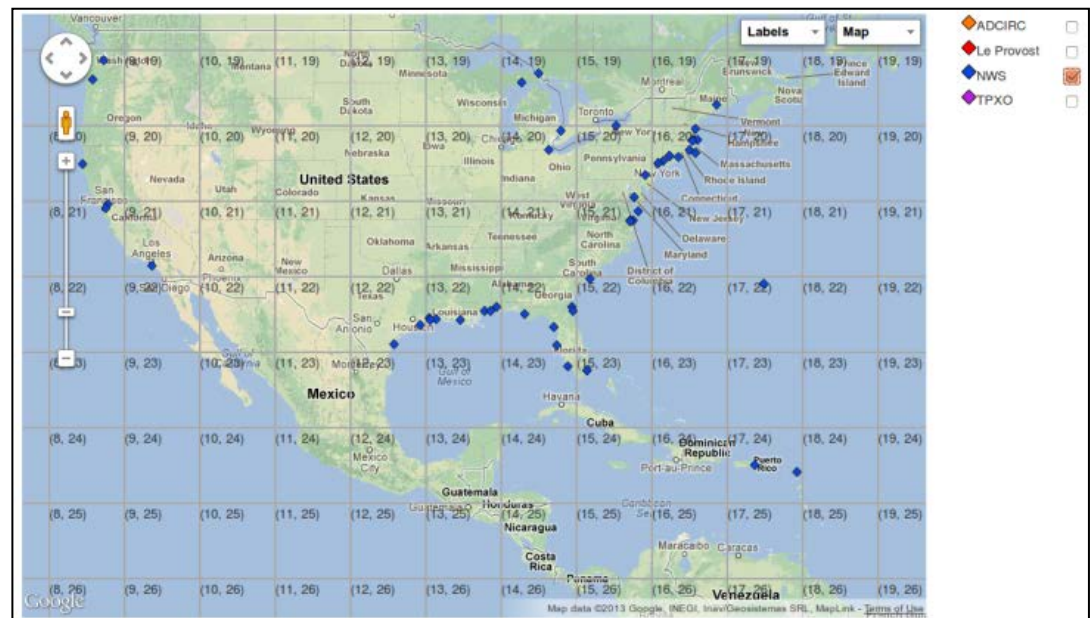 Vancouver
Labels
Map
ADCIRC
Le Provost
NWS
TPXO
(9, 19) (10, 19) (11, 19) (12, 19) (13, 19) (14, 19) (15, 19) (16, 19) (17, 19) (18, 19) (19, 19)
Montana
North Dakota
Minnesota
Montreal
New Brunswick
Prince Edward Island
Nova Scotia
Maine
South Dakota
Wisconsin
Michigan
Toronto
Vermont
Oregon
Idaho
Wyoming
(8, 20) (9, 20) (10, 20) (11, 20) (12, 20) (13, 20) (14, 20) (15, 20) (16, 20) (17, 20) (18, 20) (19, 20)
New York
New Hampshire
Nebraska
Iowa
Chicago
Illinois
Ohio
Pennsylvania
Massachusetts
Rhode Island
Nevada
Utah
United States
Indiana
New York
Connecticut
San Francisco
Colorado
Kansas
Missouri
West Virginia
New Jersey
(8, 21) (9, 21) (10, 21) (11, 21) (12, 21) (13, 21) (14, 21) (15, 21) (16, 21) (17, 21) (18, 21) (19, 21)
California
Kentucky
Virginia
Delaware
Maryland
Los Angeles
Arizona
Phoenix
New Mexico
Oklahoma
Arkansas
Tennessee
North Carolina
Dallas
Mississippi
South Carolina
District of Columbia
(8, 22) (9, 22) (10, 22) (11, 22) (12, 22) (13, 22) (14, 22) (15, 22) (16, 22) (17, 22) (18, 22) (19, 22)
San Diego
Texas
Alabama
Georgia
San Antonio
Houston
Louisiana
Florida
(8, 23) (9, 23) (10, 23) (11, 23) (12, 23) (13, 23) (14, 23) (15, 23) (16, 23) (17, 23) (18, 23) (19, 23)
Gulf of California
Monterrey
Gulf of Mexico
Mexico
Havana
Cuba
(8, 24) (9, 24) (10, 24) (11, 24) (12, 24) (13, 24) (14, 24) (15, 24) (16, 24) (17, 24) (18, 24) (19, 24)
Mexico City
Dominican Republic
Port-au-Prince
Puerto Rico
Guatemala
Guatemala
Honduras
(8, 25) (9, 25) (10, 25) (11, 25) (12, 25) (13, 25) (14, 25) (15, 25) (16, 25) (17, 25) (18, 25) (19, 25)
Caribbean Sea
Nicaragua
Costa Rica
Panama
Maracaibo
Caracas
Venezuela
(8, 26) (9, 26) (10, 26) (11, 26) (12, 26) (13, 26) (14, 26) (15, 26) (16, 26) (17, 26) (18, 26) (19, 26)
Google
Map data ©2013 Google, INEGI, Inav/Geosistemas SRL, MapLink - Terms of Use